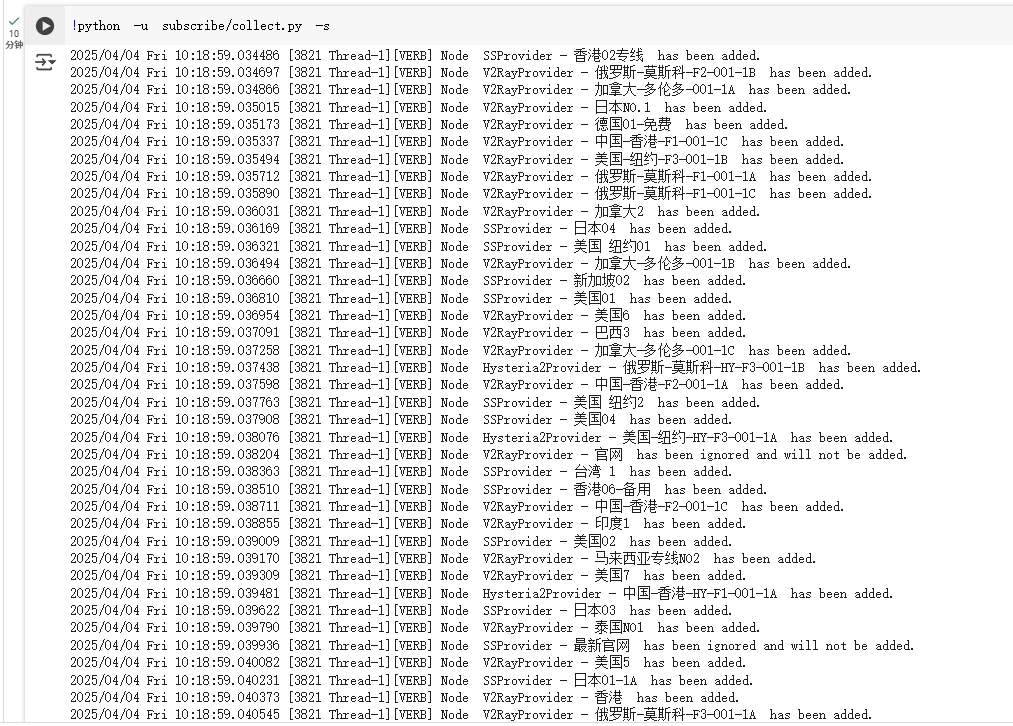 !python -u subscribe/collect.py -s
10
分钟
2025/04/04 Fri 10:18:59.034486 [3821 Thread-1][VERB] Node SSProvider - 香港02专线 has been added.
2025/04/04 Fri 10:18:59.034697 [3821 Thread-1][VERB] Node V2RayProvider - 俄罗斯-莫斯科-F2-001-1B has been added.
2025/04/04 Fri 10:18:59.034866 [3821 Thread-1][VERB] Node V2RayProvider - 加拿大-多伦多-001-1A has been added.
2025/04/04 Fri 10:18:59.035015 [3821 Thread-1][VERB] Node V2RayProvider - 日本NO.1 has been added.
2025/04/04 Fri 10:18:59.035173 [3821 Thread-1][VERB] Node V2RayProvider - 德国01-免费 has been added.
2025/04/04 Fri 10:18:59.035337 [3821 Thread-1][VERB] Node V2RayProvider - 中国-香港-F1-001-1C has been added.
2025/04/04 Fri 10:18:59.035494 [3821 Thread-1][VERB] Node V2RayProvider - 美国-纽约-F3-001-1B has been added.
2025/04/04 Fri 10:18:59.035712 [3821 Thread-1][VERB] Node V2RayProvider - 俄罗斯-莫斯科-F1-001-1A has been added.
2025/04/04 Fri 10:18:59.035890 [3821 Thread-1][VERB] Node V2RayProvider - 俄罗斯-莫斯科-F1-001-1C has been added.
2025/04/04 Fri 10:18:59.036031 [3821 Thread-1][VERB] Node V2RayProvider - 加拿大2 has been added.
2025/04/04 Fri 10:18:59.036169 [3821 Thread-1][VERB] Node SSProvider - 日本04 has been added.
2025/04/04 Fri 10:18:59.036321 [3821 Thread-1][VERB] Node SSProvider - 美国 纽约01 has been added.
2025/04/04 Fri 10:18:59.036494 [3821 Thread-1][VERB] Node V2RayProvider - 加拿大-多伦多-001-1B has been added.
2025/04/04 Fri 10:18:59.036660 [3821 Thread-1][VERB] Node SSProvider - 新加坡02 has been added.
2025/04/04 Fri 10:18:59.036810 [3821 Thread-1][VERB] Node SSProvider - 美国01 has been added.
2025/04/04 Fri 10:18:59.036954 [3821 Thread-1][VERB] Node V2RayProvider - 美国6 has been added.
2025/04/04 Fri 10:18:59.037091 [3821 Thread-1][VERB] Node V2RayProvider - 巴西3 has been added.
2025/04/04 Fri 10:18:59.037258 [3821 Thread-1][VERB] Node V2RayProvider - 加拿大-多伦多-001-1C has been added.
2025/04/04 Fri 10:18:59.037438 [3821 Thread-1][VERB] Node Hysteria2Provider - 俄罗斯-莫斯科-HY-F3-001-1B has been added.
2025/04/04 Fri 10:18:59.037598 [3821 Thread-1][VERB] Node V2RayProvider - 中国-香港-F2-001-1A has been added.
2025/04/04 Fri 10:18:59.037763 [3821 Thread-1][VERB] Node SSProvider - 美国 纽约2 has been added.
2025/04/04 Fri 10:18:59.037908 [3821 Thread-1][VERB] Node SSProvider - 美国04 has been added.
2025/04/04 Fri 10:18:59.038076 [3821 Thread-1][VERB] Node Hysteria2Provider - 美国-纽约-HY-F3-001-1A has been added.
2025/04/04 Fri 10:18:59.038204 [3821 Thread-1][VERB] Node V2RayProvider - 官网 has been ignored and will not be added.
2025/04/04 Fri 10:18:59.038363 [3821 Thread-1][VERB] Node SSProvider - 台湾 1 has been added.
2025/04/04 Fri 10:18:59.038510 [3821 Thread-1][VERB] Node SSProvider - 香港06-备用 has been added.
2025/04/04 Fri 10:18:59.038711 [3821 Thread-1][VERB] Node V2RayProvider - 中国-香港-F2-001-1C has been added.
2025/04/04 Fri 10:18:59.038855 [3821 Thread-1][VERB] Node V2RayProvider - 印度1 has been added.
2025/04/04 Fri 10:18:59.039009 [3821 Thread-1][VERB] Node SSProvider - 美国02 has been added.
2025/04/04 Fri 10:18:59.039170 [3821 Thread-1][VERB] Node V2RayProvider - 马来西亚专线NO2 has been added.
2025/04/04 Fri 10:18:59.039309 [3821 Thread-1][VERB] Node V2RayProvider - 美国7 has been added.
2025/04/04 Fri 10:18:59.039481 [3821 Thread-1][VERB] Node Hysteria2Provider - 中国-香港-HY-F1-001-1A has been added.
2025/04/04 Fri 10:18:59.039622 [3821 Thread-1][VERB] Node SSProvider - 日本03 has been added.
2025/04/04 Fri 10:18:59.039790 [3821 Thread-1][VERB] Node V2RayProvider - 泰国NO1 has been added.
2025/04/04 Fri 10:18:59.039936 [3821 Thread-1][VERB] Node SSProvider - 最新官网 has been ignored and will not be added.
2025/04/04 Fri 10:18:59.040082 [3821 Thread-1][VERB] Node V2RayProvider - 美国5 has been added.
2025/04/04 Fri 10:18:59.040231 [3821 Thread-1][VERB] Node SSProvider - 日本01-1A has been added.
2025/04/04 Fri 10:18:59.040373 [3821 Thread-1][VERB] Node V2RayProvider - 香港 has been added.
2025/04/04 Fri 10:18:59.040545 [3821 Thread-1][VERB] Node V2RayProvider - 俄罗斯-莫斯科-F3-001-1A has been added.